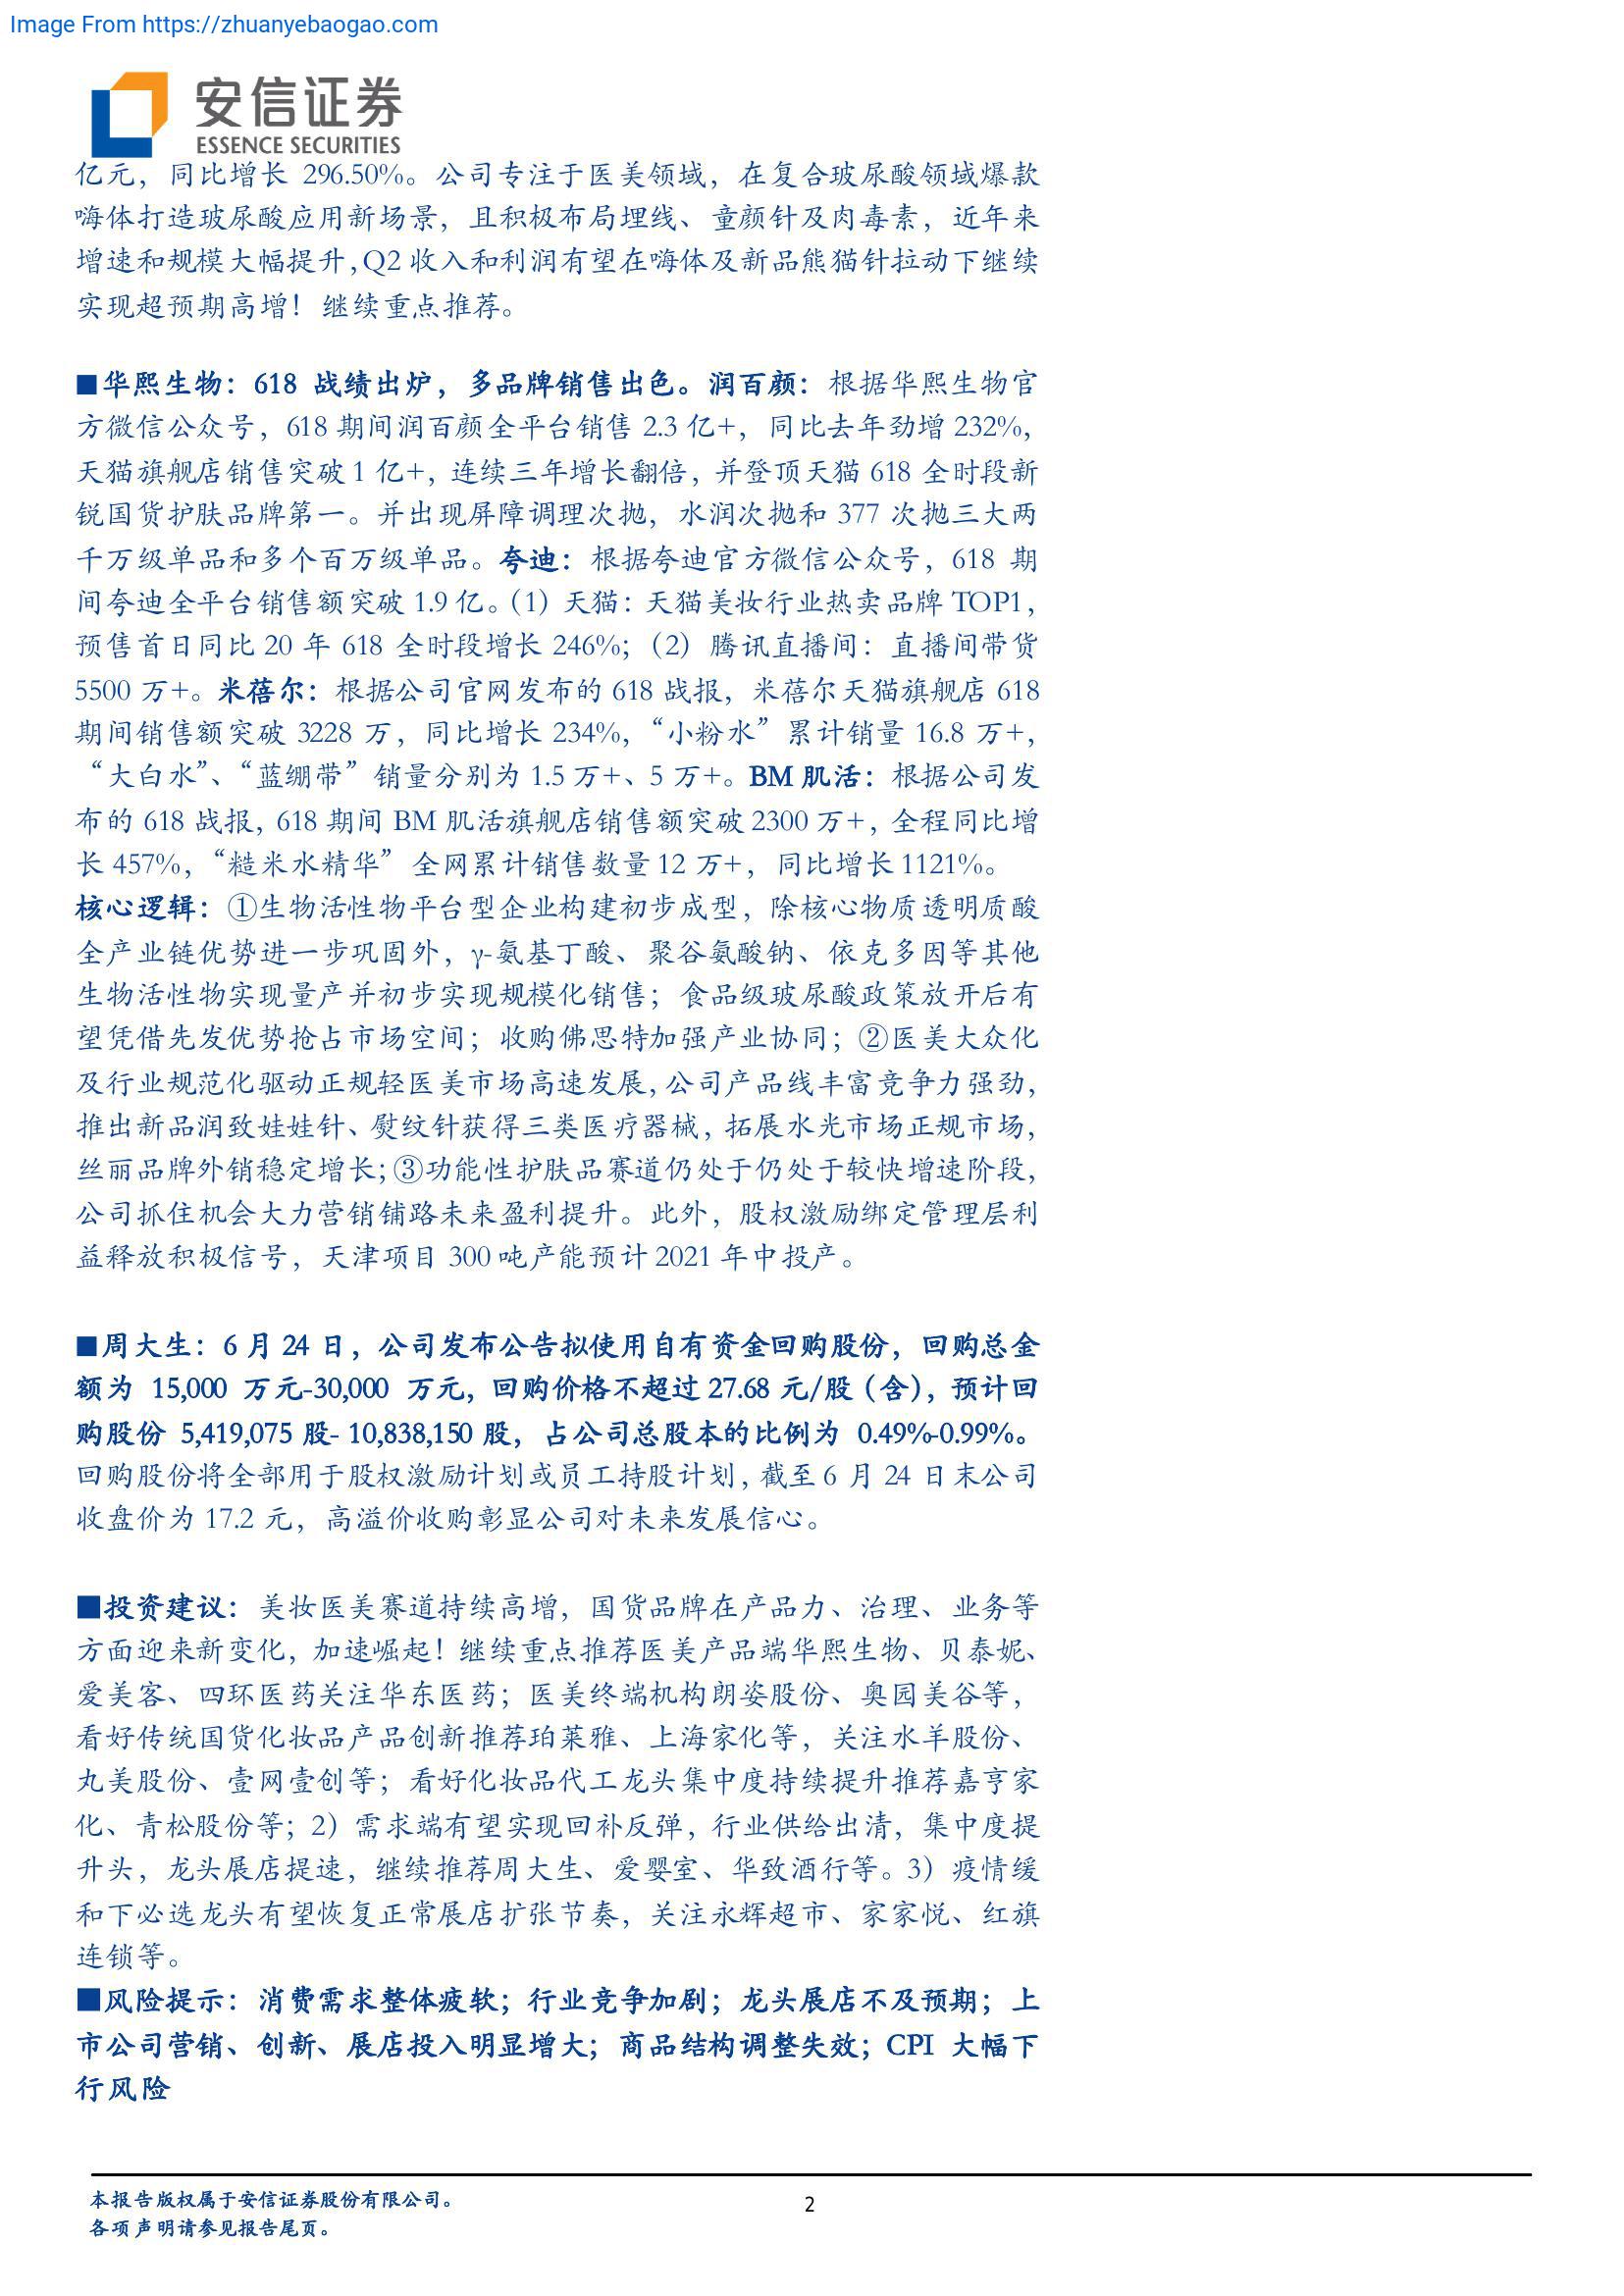 Image From https://zhuanyebaogao.com
安信证券
ESSENCE SECURITIES
亿元，同比增长 296.50%。公司专注于医美领域，在复合玻尿酸领域爆款
嗨体打造玻尿酸应用新场景，且积极布局埋线、童颜针及肉毒素，近年来
增速和规模大幅提升，Q2 收入和利润有望在嗨体及新品熊猫针拉动下继续
实现超预期高增！继续重点推荐。
■华熙生物：618 战绩出炉，多品牌销售出色。润百颜：根据华熙生物官
方微信公众号，618 期间润百颜全平台销售 2.3 亿+，同比去年劲增 232%，
天猫旗舰店销售突破 1 亿+，连续三年增长翻倍，并登顶天猫 618 全时段新
锐国货护肤品牌第一。并出现屏障调理次抛，水润次抛和 377 次抛三大两
千万级单品和多个百万级单品。夸迪：根据夸迪官方微信公众号，618 期
间夸迪全平台销售额突破 1.9 亿。（1）天猫：天猫美妆行业热卖品牌 TOP1，
预售首日同比 20 年 618 全时段增长 246%；（2）腾讯直播间：直播间带货
5500 万+。米蓓尔：根据公司官网发布的 618 战报，米蓓尔天猫旗舰店 618
期间销售额突破 3228 万，同比增长 234%，“小粉水”累计销量 16.8 万+，
“大白水”、“蓝绷带”销量分别为 1.5 万+、5 万+。BM 肌活：根据公司发
布的 618 战报，618 期间 BM 肌活旗舰店销售额突破 2300 万+，全程同比增
长 457%，“糙米水精华”全网累计销售数量 12 万+，同比增长 1121%。
核心逻辑：①生物活性物平台型企业构建初步成型，除核心物质透明质酸
全产业链优势进一步巩固外，γ-氨基丁酸、聚谷氨酸钠、依克多因等其他
生物活性物实现量产并初步实现规模化销售；食品级玻尿酸政策放开后有
望凭借先发优势抢占市场空间；收购佛思特加强产业协同；②医美大众化
及行业规范化驱动正规轻医美市场高速发展，公司产品线丰富竞争力强劲，
推出新品润致娃娃针、熨纹针获得三类医疗器械，拓展水光市场正规市场，
丝丽品牌外销稳定增长；③功能性护肤品赛道仍处于仍处于较快增速阶段，
公司抓住机会大力营销铺路未来盈利提升。此外，股权激励绑定管理层利
益释放积极信号，天津项目 300 吨产能预计 2021 年中投产。
■周大生：6 月 24 日，公司发布公告拟使用自有资金回购股份，回购总金
额为 15,000 万元-30,000 万元，回购价格不超过 27.68 元/股（含），预计回
购股份 5,419,075 股- 10,838,150 股，占公司总股本的比例为 0.49%-0.99%。
回购股份将全部用于股权激励计划或员工持股计划，截至 6 月 24 日末公司
收盘价为 17.2 元，高溢价收购彰显公司对未来发展信心。
■投资建议：美妆医美赛道持续高增，国货品牌在产品力、治理、业务等
方面迎来新变化，加速崛起！继续重点推荐医美产品端华熙生物、贝泰妮、
爱美客、四环医药关注华东医药；医美终端机构朗姿股份、奥园美谷等，
看好传统国货化妆品产品创新推荐珀莱雅、上海家化等，关注水羊股份、
丸美股份、壹网壹创等；看好化妆品代工龙头集中度持续提升推荐嘉亨家
化、青松股份等；2）需求端有望实现回补反弹，行业供给出清，集中度提
升头，龙头展店提速，继续推荐周大生、爱婴室、华致酒行等。3）疫情缓
和下必选龙头有望恢复正常展店扩张节奏，关注永辉超市、家家悦、红旗
连锁等。
■风险提示：消费需求整体疲软；行业竞争加剧；龙头展店不及预期；上
市公司营销、创新、展店投入明显增大；商品结构调整失效；CPI 大幅下
行风险
本报告版权属于安信证券股份有限公司。
2
各项声明请参见报告尾页。